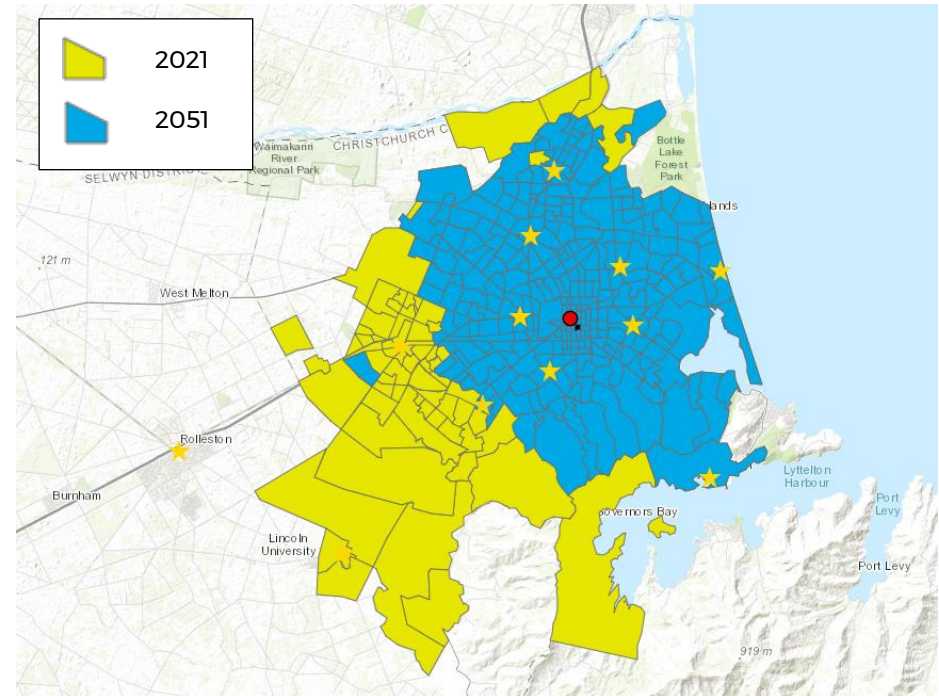 2021
2051
Waimakariri
River
Regional Park
CHRISTCHURCH C
SELWYN DISTRIC
Bottle
Lake
Forest
Park
lands
121 m
West Melton
Rolleston
Burnham
Lincoln
University
Governors Bay
Lyttelton
Harbour
Port
Levy
Port Levy
919 m